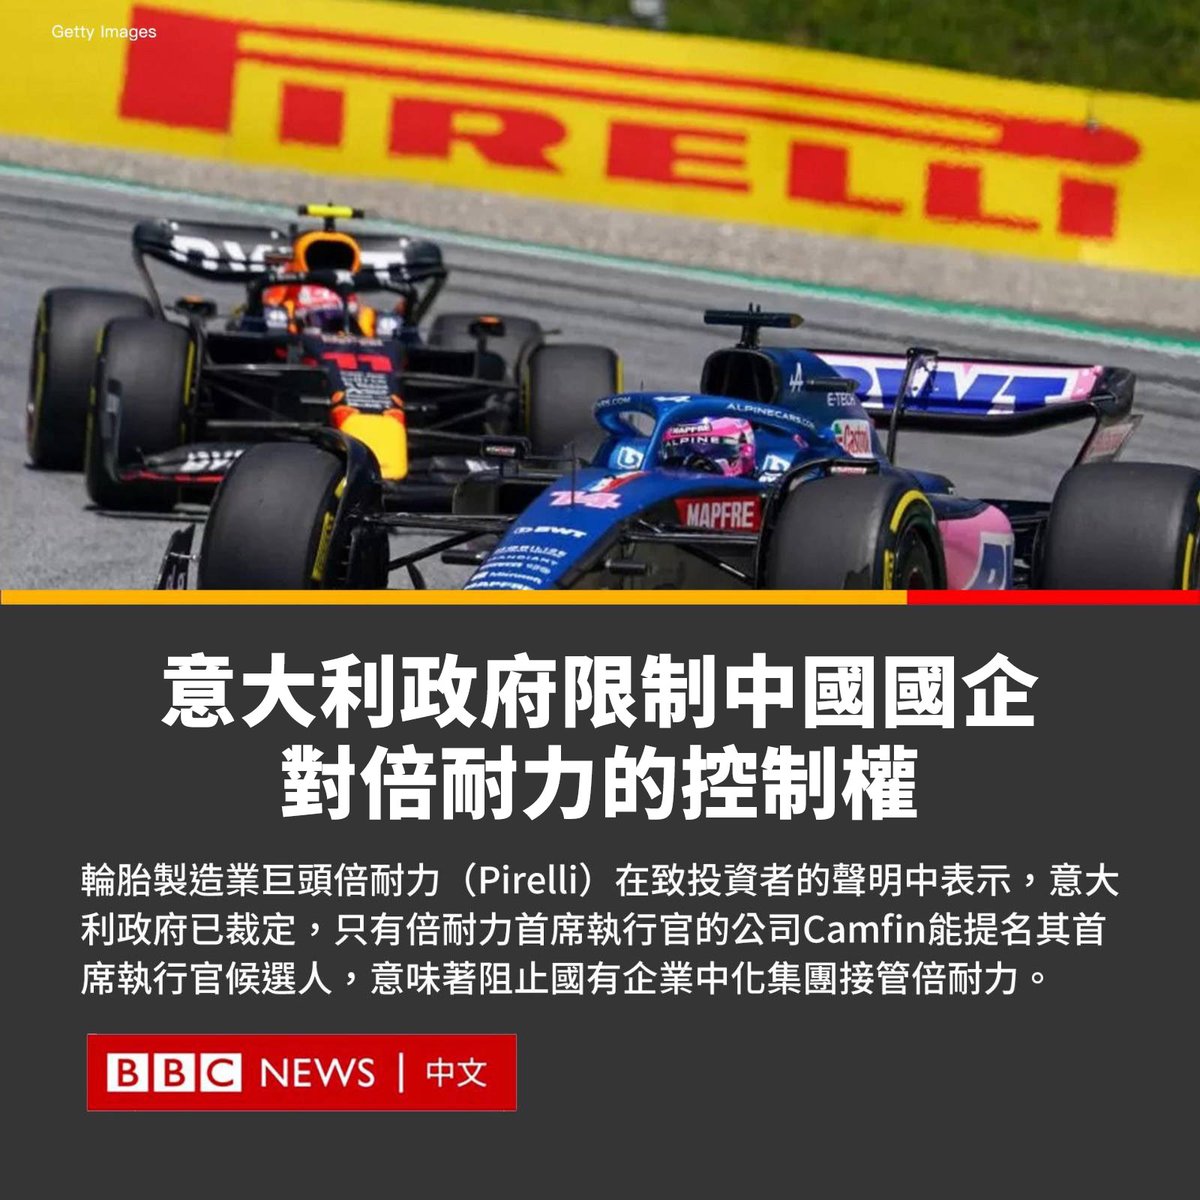 Getty Images
PIRELLI
BWT
11
BWT
E-TECH
ALPINECARS.CO
Castrol
MAPFRE
ALPINE
14
MAPFRE
BWT
Microsoft
意大利政府限制中國國企
對倍耐力的控制權
輪胎製造業巨頭倍耐力（Pirelli）在致投資者的聲明中表示，意大
利政府已裁定，只有倍耐力首席執行官的公司Camfin能提名其首
席執行官候選人，意味著阻止國有企業中化集團接管倍耐力。
BBC NEWS | 中文